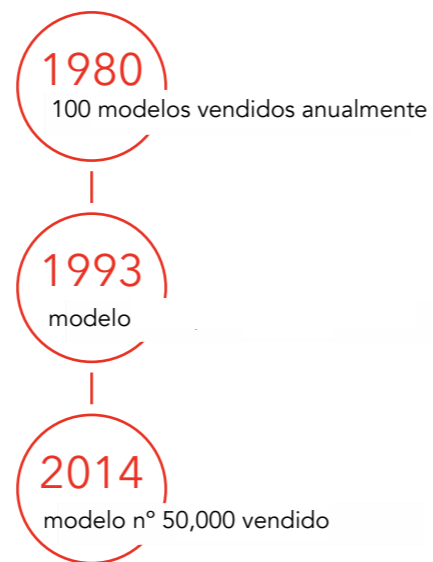 1980
100 modelos vendidos anualmente
1993
modelo
2014
modelo nº 50,000 vendido